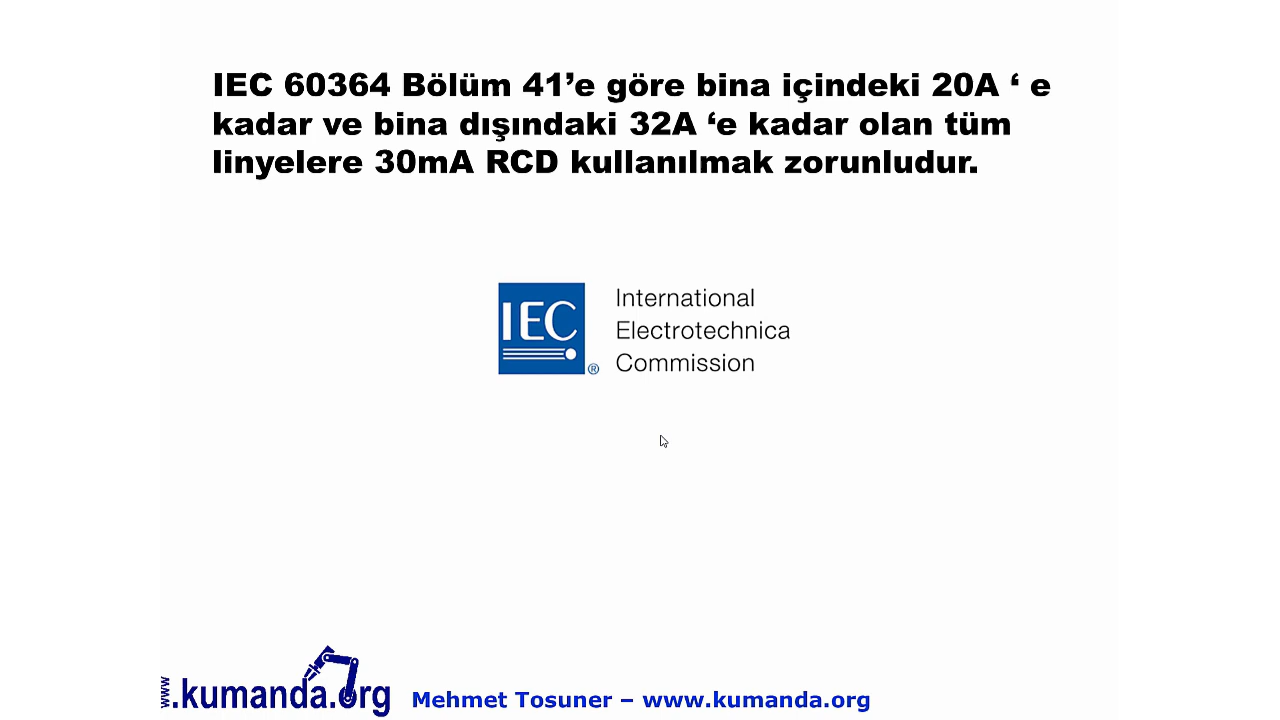 IEC 60364 Bölüm 41’e göre bina içindeki 20A ‘ e
kadar ve bina dışındaki 32A ‘e kadar olan tüm
linyelere 30mA RCD kullanılmak zorunludur.
IEC
®
International
Electrotechnica
Commission
www.kumanda.org
Mehmet Tosuner – www.kumanda.org